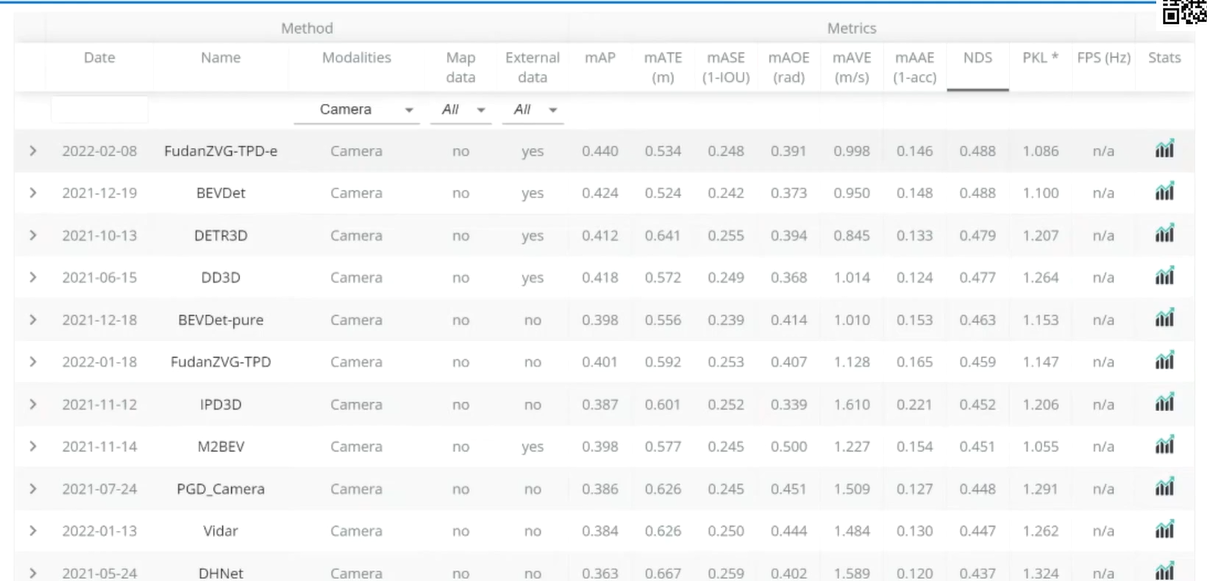 Method Metrics
Date Name Modalities Map data External data mAP mATE (m) mASE (1-IOU) mAOE (rad) mAVE (m/s) mAAE (1-acc) NDS PKL * FPS (Hz) Stats
Camera All All
2022-02-08 FudanZVG-TPD-e Camera no yes 0.440 0.534 0.248 0.391 0.998 0.146 0.488 1.086 n/a
2021-12-19 BEVDet Camera no yes 0.424 0.524 0.242 0.373 0.950 0.148 0.488 1.100 n/a
2021-10-13 DETR3D Camera no yes 0.412 0.641 0.255 0.394 0.845 0.133 0.479 1.207 n/a
2021-06-15 DD3D Camera no yes 0.418 0.572 0.249 0.368 1.014 0.124 0.477 1.264 n/a
2021-12-18 BEVDet-pure Camera no no 0.398 0.556 0.239 0.414 1.010 0.153 0.463 1.153 n/a
2022-01-18 FudanZVG-TPD Camera no no 0.401 0.592 0.253 0.407 1.128 0.165 0.459 1.147 n/a
2021-11-12 IPD3D Camera no no 0.387 0.601 0.252 0.339 1.610 0.221 0.452 1.206 n/a
2021-11-14 M2BEV Camera no yes 0.398 0.577 0.245 0.500 1.227 0.154 0.451 1.055 n/a
2021-07-24 PGD_Camera Camera no no 0.386 0.626 0.245 0.451 1.509 0.127 0.448 1.291 n/a
2022-01-13 Vidar Camera no no 0.384 0.626 0.250 0.444 1.484 0.130 0.447 1.262 n/a
2021-05-24 DHNet Camera no no 0.363 0.667 0.259 0.402 1.589 0.120 0.437 1.324 n/a